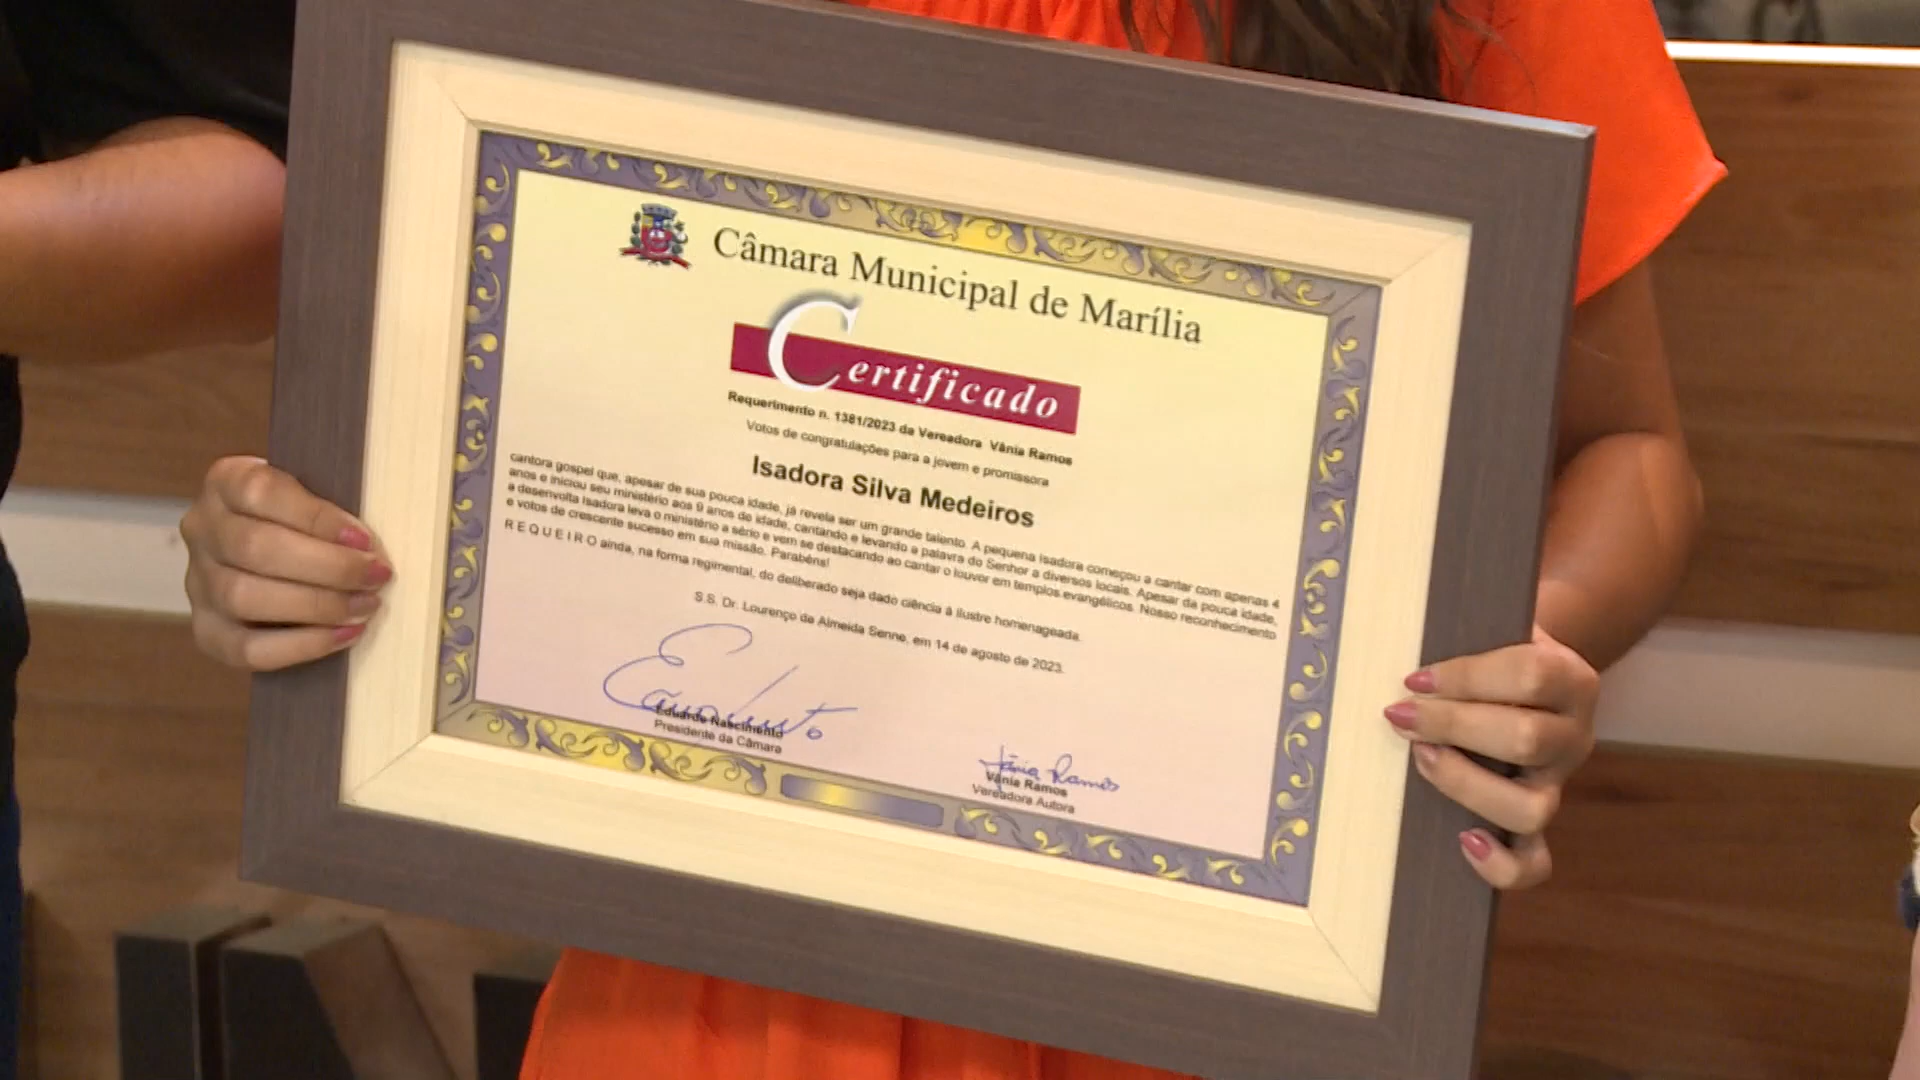 Câmara Municipal de Marília
Certificado
Requerimento n. 1381/2023 da Vereadora Vânia Ramos
Votos de congratulações para a jovem e promissora
Isadora Silva Medeiros
cantora gospel que, apesar de sua pouca idade, já revela ser um grande talento. A pequena Isadora começou a cantar com apenas 4
anos e iniciou seu ministério aos 9 anos de idade, cantando e levando a palavra do Senhor a diversos locais. Apesar da pouca idade,
a desenvolta Isadora leva o ministério a sério e vem se destacando ao cantar o louvor em templos evangélicos. Nosso reconhecimento
e votos de crescente sucesso em sua missão. Parabéns!
R E Q U E I R O ainda, na forma regimental, do deliberado seja dado ciência à ilustre homenageada.
S.S. Dr. Lourenço de Almeida Senne, em 14 de agosto de 2023.
Eduardo Nascimento
Presidente da Câmara
Vânia Ramos
Vânia Ramos
Vereadora Autora